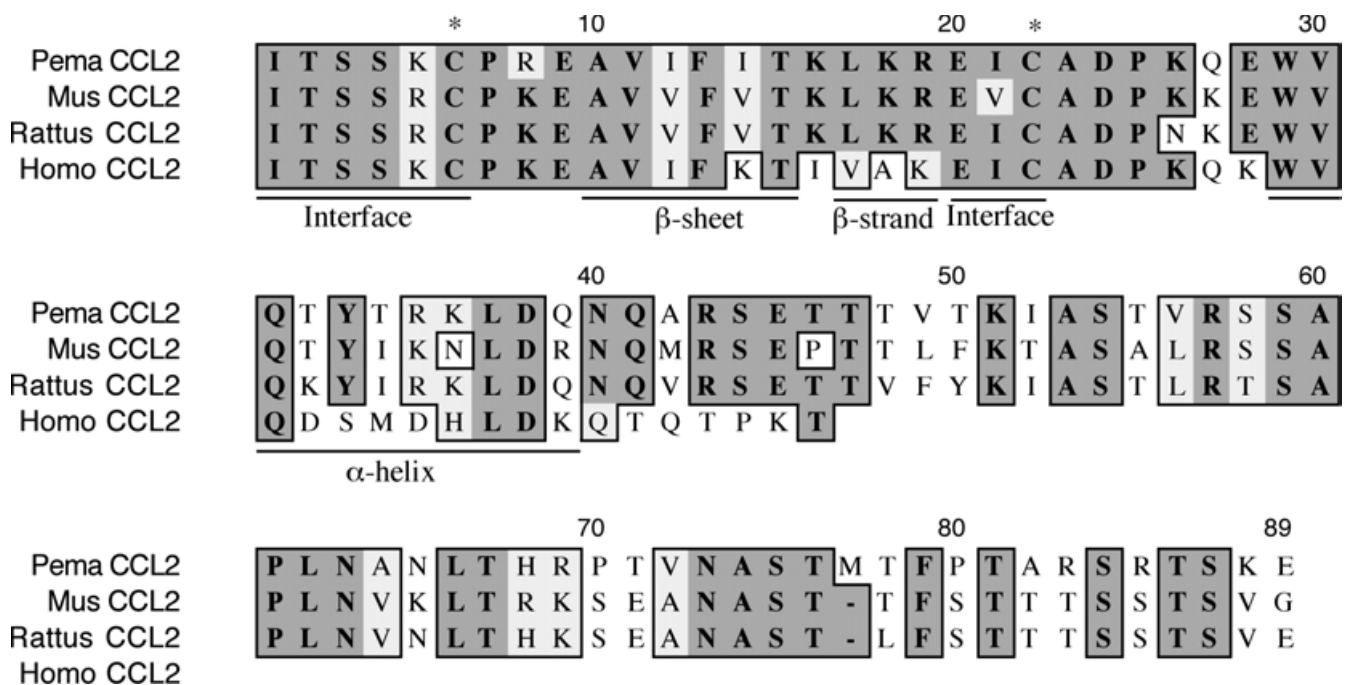 * 10 20 * 30
Pema CCL2 I T S S K C P R E A V I F I T K L K R E I C A D P K Q E W V
Mus CCL2 I T S S R C P K E A V V F V T K L K R E V C A D P K K E W V
Rattus CCL2 I T S S R C P K E A V V F V T K L K R E I C A D P N K E W V
Homo CCL2 I T S S K C P K E A V I F K T I V A K E I C A D P K Q K W V
Interface β-sheet β-strand Interface
40 50 60
Pema CCL2 Q T Y T R K L D Q N Q A R S E T T T V T K I A S T V R S S A
Mus CCL2 Q T Y I K N L D R N Q M R S E P T T L F K T A S A L R S S A
Rattus CCL2 Q K Y I R K L D Q N Q V R S E T T V F Y K I A S T L R T S A
Homo CCL2 Q D S M D H L D K Q T Q T P K T
α-helix
70 80 89
Pema CCL2 P L N A N L T H R P T V N A S T M T F P T A R S R T S K E
Mus CCL2 P L N V K L T R K S E A N A S T - T F S T T T S S T S V G
Rattus CCL2 P L N V N L T H K S E A N A S T - L F S T T T S S T S V E
Homo CCL2